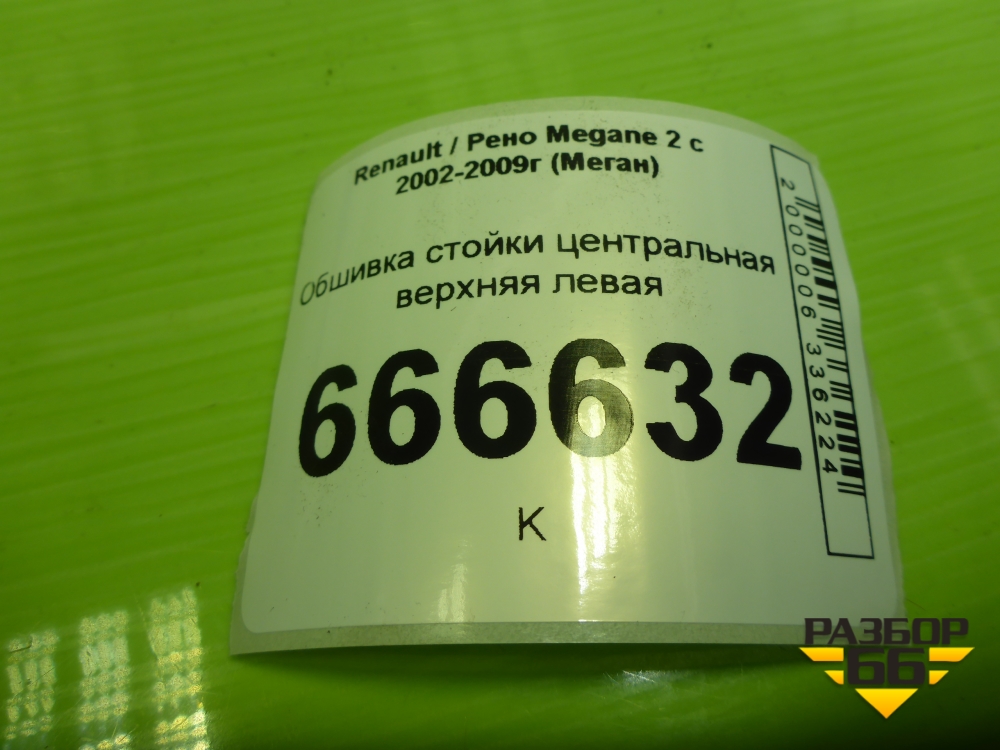 Renault / Рено Megane 2 с
2002-2009г (Меган)
Обшивка стойки центральная
верхняя левая
666632
К
2000006336224
РАЗБОР
66